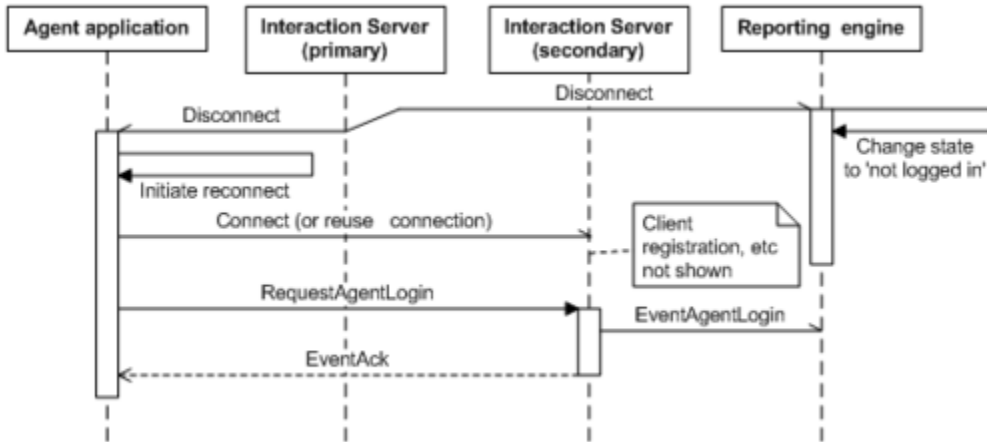 Agent application
Interaction Server
(primary)
Interaction Server
(secondary)
Reporting engine
Disconnect
Disconnect
Change state
to 'not logged in'
Initiate reconnect
Connect (or reuse connection)
Client
registration, etc
not shown
RequestAgentLogin
EventAgentLogin
EventAck